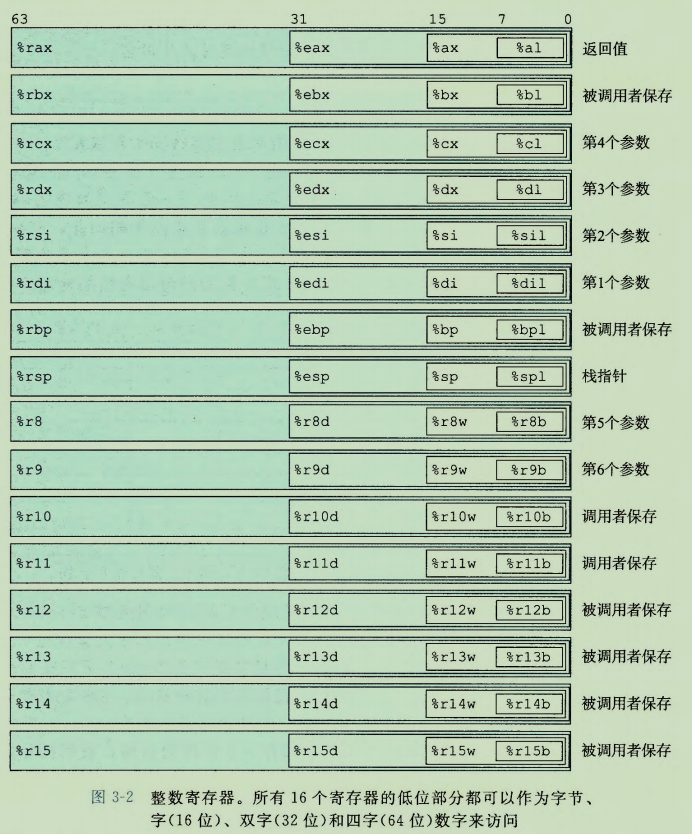 63 31 15 7 0
%rax %eax %ax %al 返回值
%rbx %ebx %bx %bl 被调用者保存
%rcx %ecx %cx %cl 第4个参数
%rdx %edx %dx %dl 第3个参数
%rsi %esi %si %sil 第2个参数
%rdi %edi %di %dil 第1个参数
%rbp %ebp %bp %bpl 被调用者保存
%rsp %esp %sp %spl 栈指针
%r8 %r8d %r8w %r8b 第5个参数
%r9 %r9d %r9w %r9b 第6个参数
%r10 %r10d %r10w %r10b 调用者保存
%r11 %r11d %r11w %r11b 调用者保存
%r12 %r12d %r12w %r12b 被调用者保存
%r13 %r13d %r13w %r13b 被调用者保存
%r14 %r14d %r14w %r14b 被调用者保存
%r15 %r15d %r15w %r15b 被调用者保存
图 3-2 整数寄存器。所有 16 个寄存器的低位部分都可以作为字节、
字(16 位)、双字(32 位)和四字(64 位)数字来访问